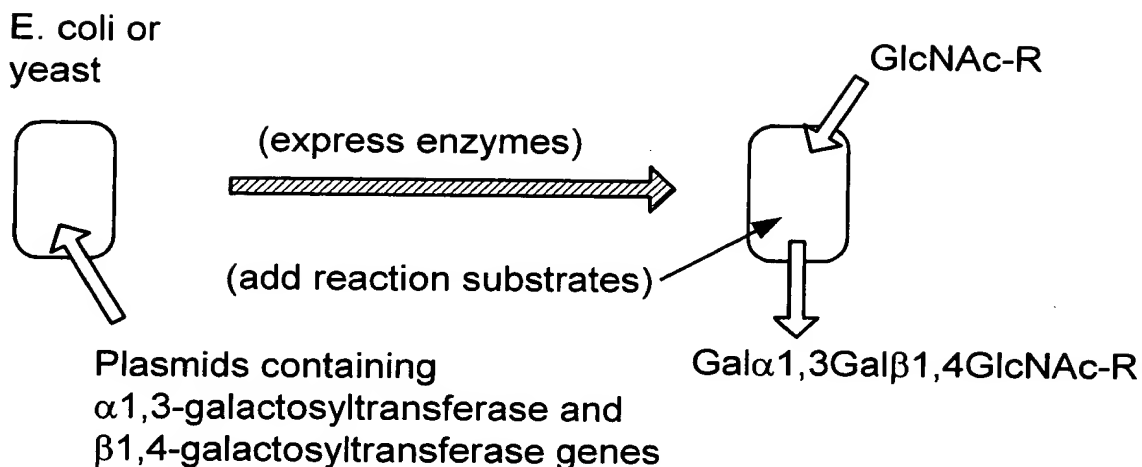 E. coli or
yeast
GlcNAc-R
(express enzymes)
(add reaction substrates)
Plasmids containing
α1,3-galactosyltransferase and
β1,4-galactosyltransferase genes
Galα1,3Galβ1,4GlcNAc-R